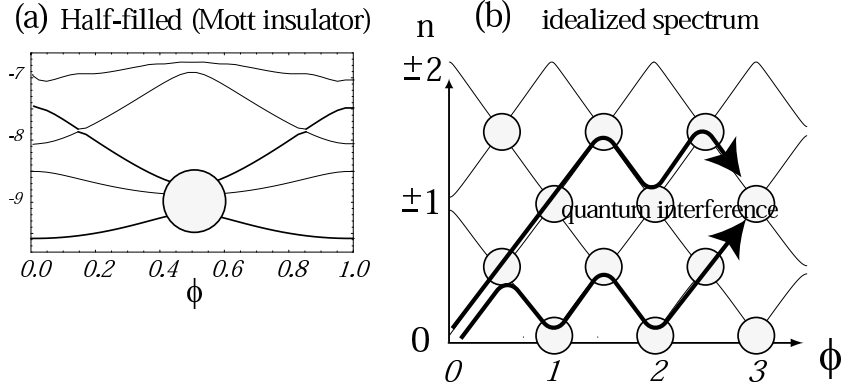 (a) Half-filled (Mott insulator)
-7
-8
-9
0.0 0.2 0.4 0.6 0.8 1.0
ϕ
(b) idealized spectrum
n
±2
±1
quantum interference
0
0 1 2 3 ϕ